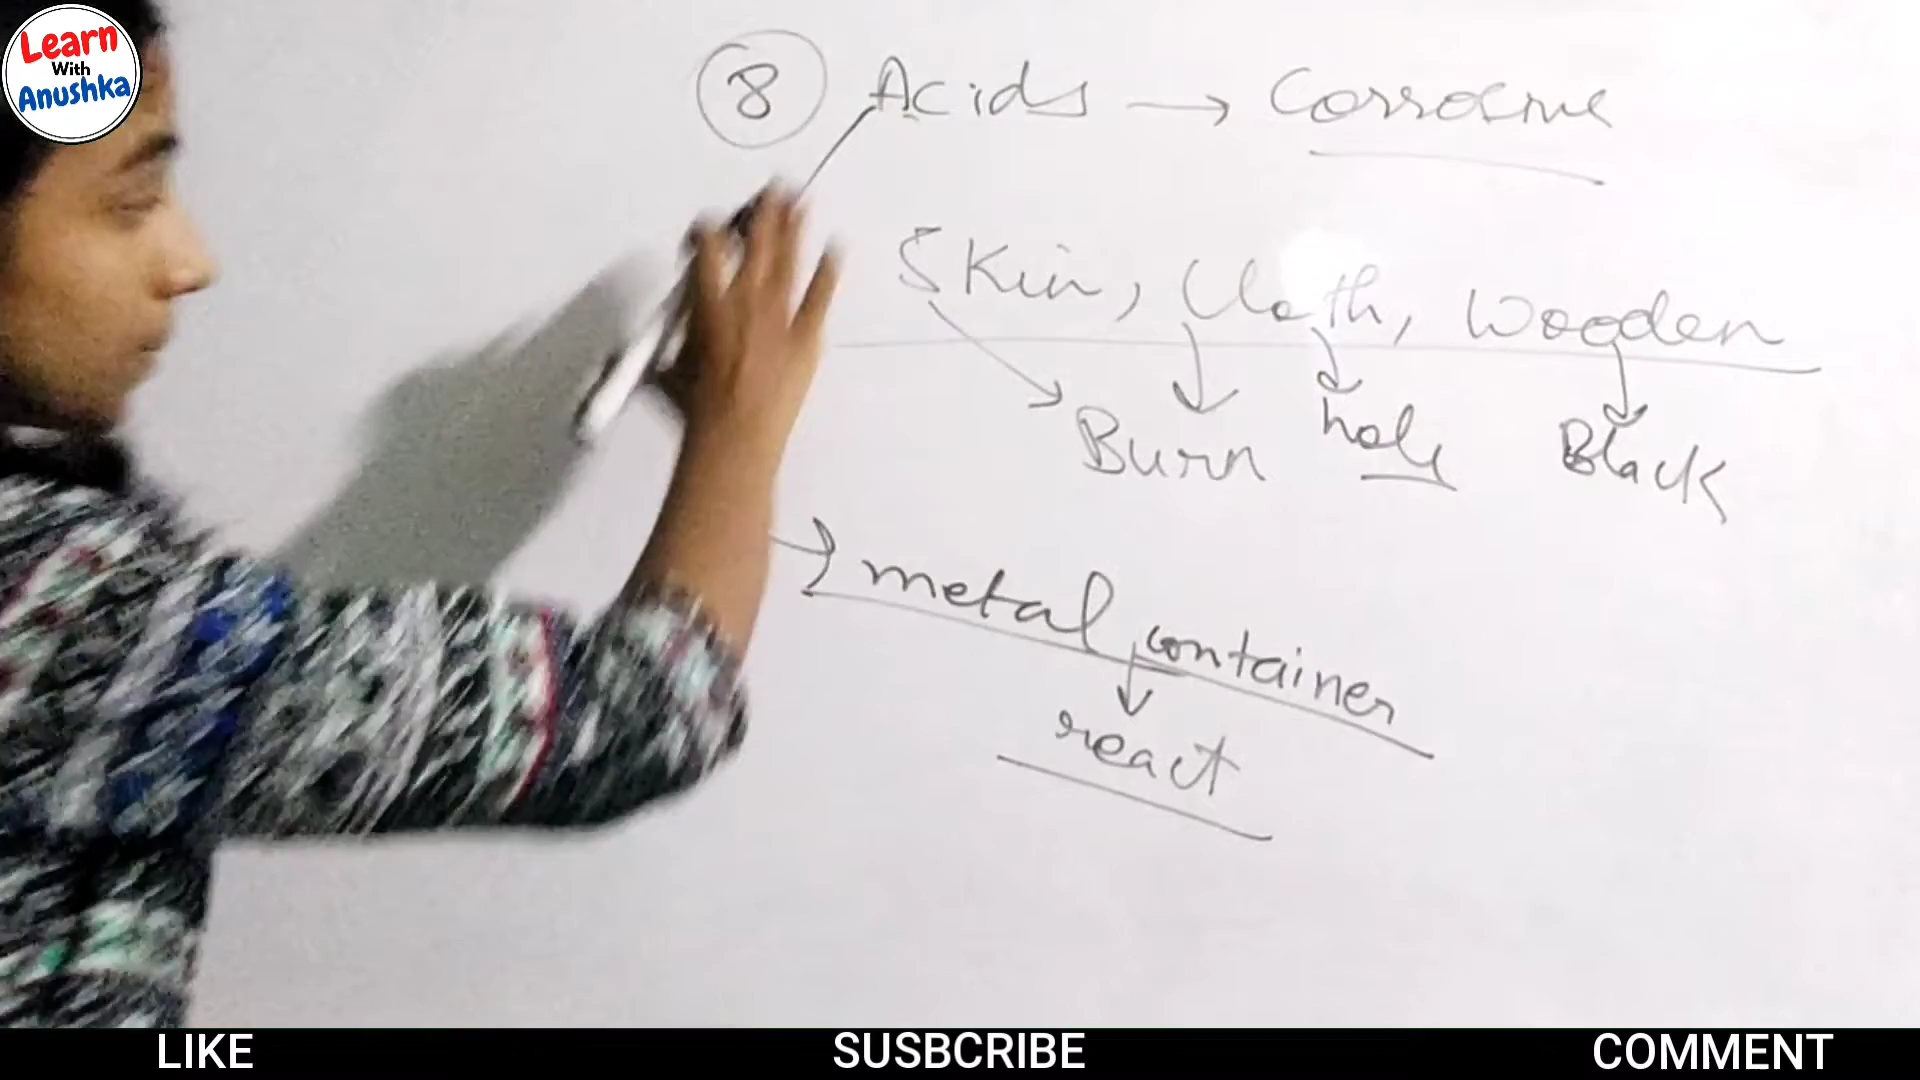 Learn
With
Anushka
8 Acids → Corrosive
Skin, Cloth, Wooden
Burn hole Black
→ metal container
react
LIKE SUSBCRIBE COMMENT